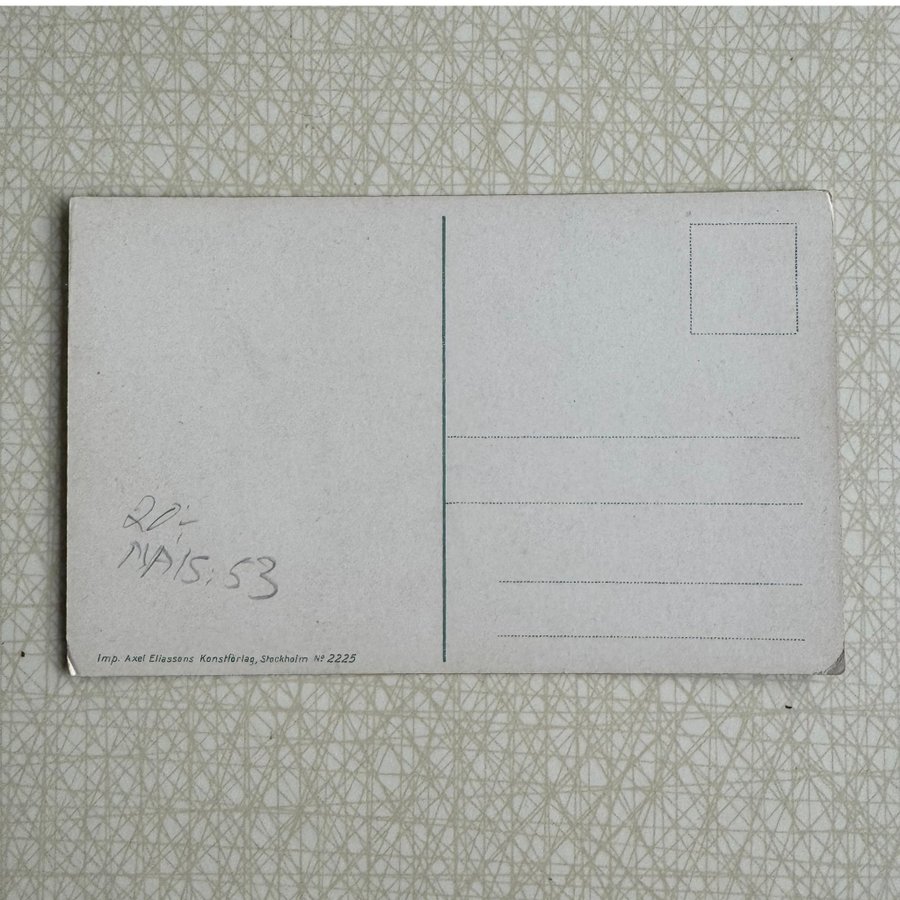 20:-
MA15:53
Imp. Axel Eliassons Konstförlag, Stockholm Nº 2225